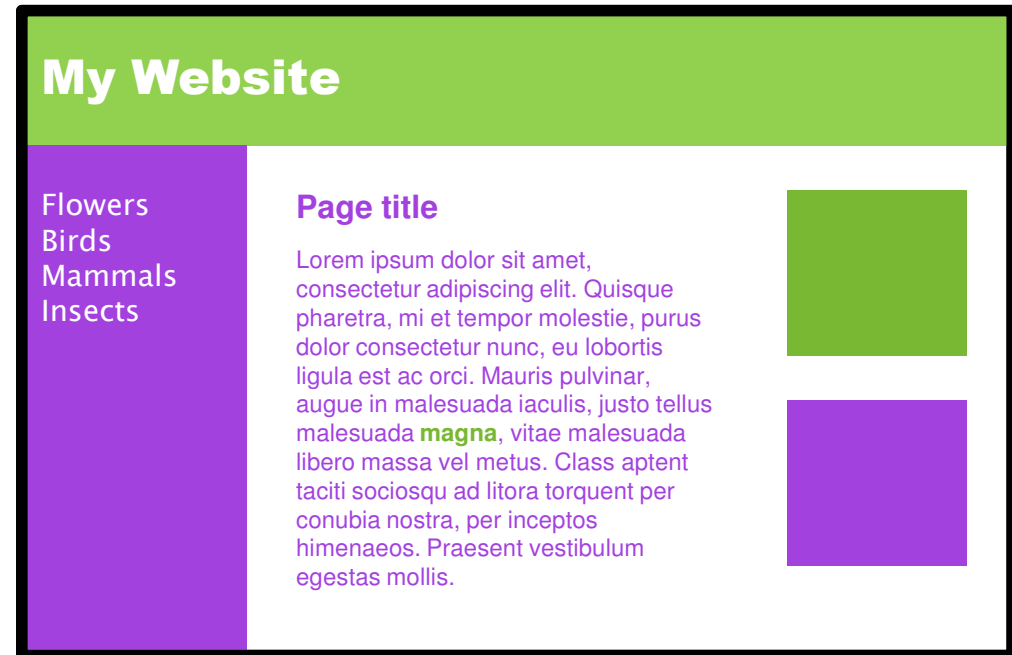 My Website
Flowers
Birds
Mammals
Insects
Page title
Lorem ipsum dolor sit amet,
consectetur adipiscing elit. Quisque
pharetra, mi et tempor molestie, purus
dolor consectetur nunc, eu lobortis
ligula est ac orci. Mauris pulvinar,
augue in malesuada iaculis, justo tellus
malesuada magna, vitae malesuada
libero massa vel metus. Class aptent
taciti sociosqu ad litora torquent per
conubia nostra, per inceptos
himenaeos. Praesent vestibulum
egestas mollis.